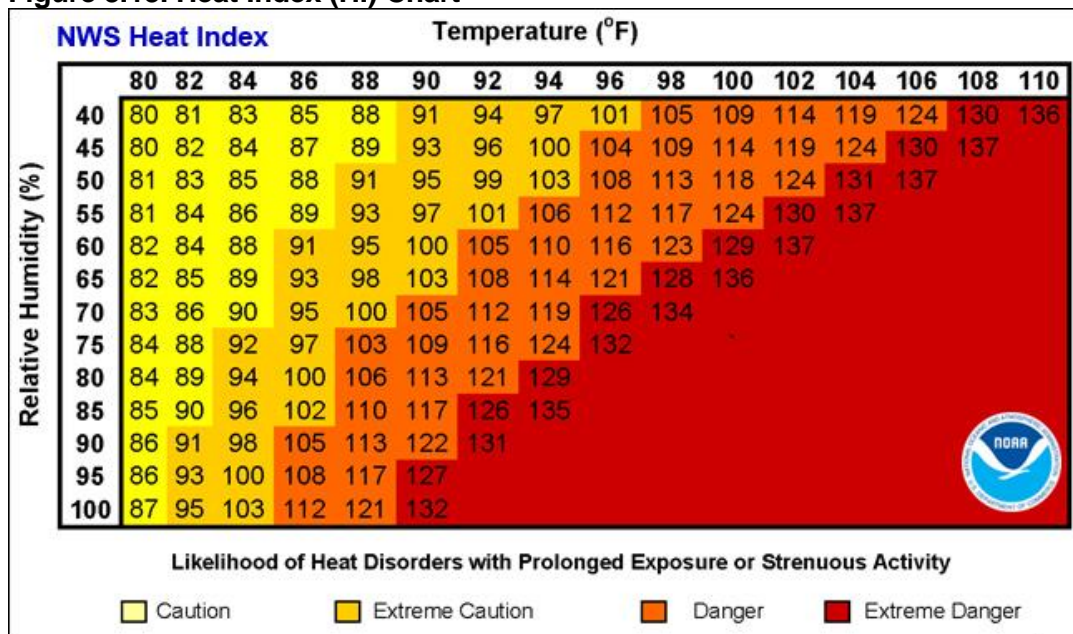 NWS Heat Index Temperature (°F)
80 82 84 86 88 90 92 94 96 98 100 102 104 106 108 110
40 80 81 83 85 88 91 94 97 101 105 109 114 119 124 130 136
45 80 82 84 87 89 93 96 100 104 109 114 119 124 130 137
50 81 83 85 88 91 95 99 103 108 113 118 124 131 137
55 81 84 86 89 93 97 101 106 112 117 124 130 137
60 82 84 88 91 95 100 105 110 116 123 129 137
65 82 85 89 93 98 103 108 114 121 128 136
70 83 86 90 95 100 105 112 119 126 134
75 84 88 92 97 103 109 116 124 132
80 84 89 94 100 106 113 121 129
85 85 90 96 102 110 117 126 135
90 86 91 98 105 113 122 131
95 86 93 100 108 117 127
100 87 95 103 112 121 132
Relative Humidity (%)
NOAA
Likelihood of Heat Disorders with Prolonged Exposure or Strenuous Activity
Caution Extreme Caution Danger Extreme Danger